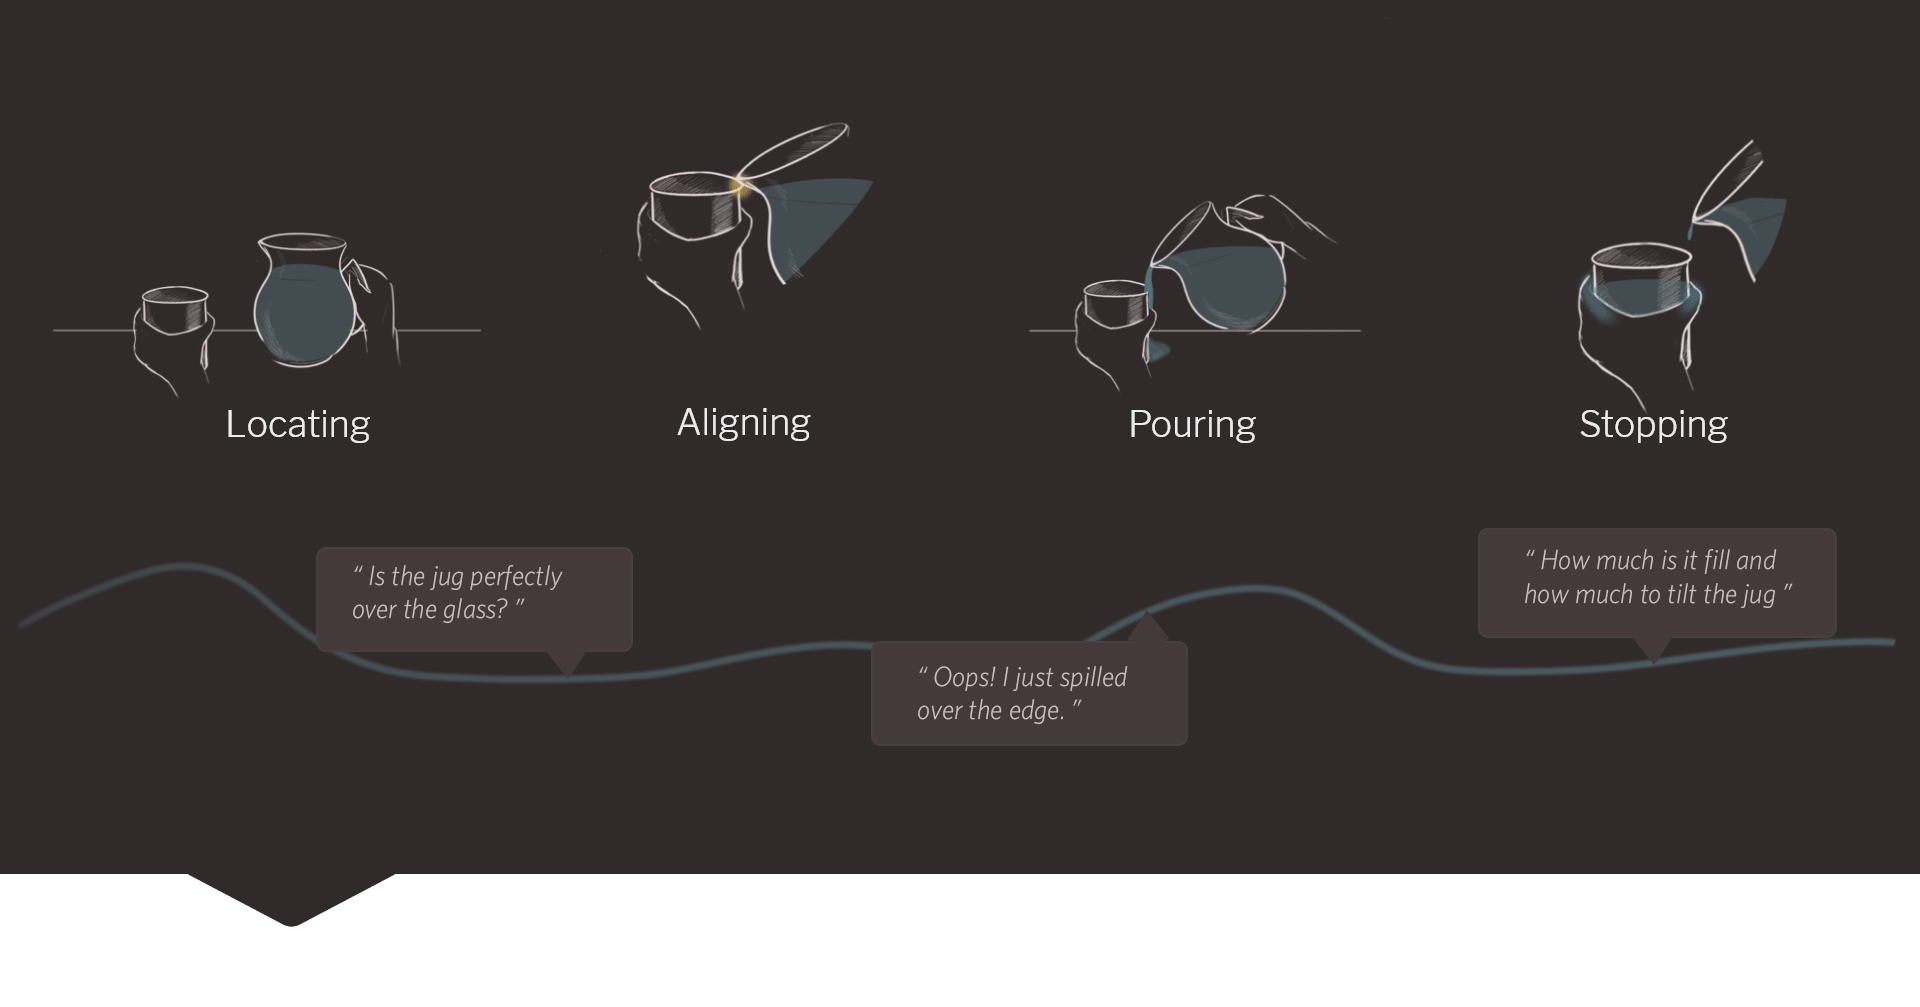 Locating
Aligning
Pouring
Stopping
“ Is the jug perfectly
over the glass? ”
“ Oops! I just spilled
over the edge. ”
“ How much is it fill and
how much to tilt the jug ”